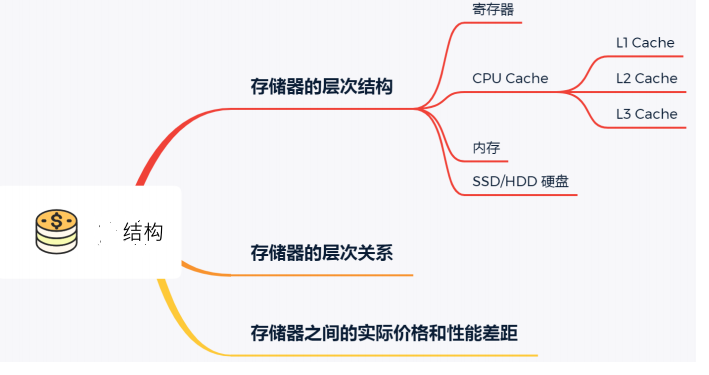 寄存器
L1 Cache
存储器的层次结构
CPU Cache
L2 Cache
L3 Cache
内存
SSD/HDD 硬盘
结构
存储器的层次关系
存储器之间的实际价格和性能差距